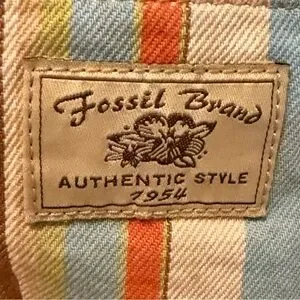 Fossil Brand
AUTHENTIC STYLE
1954